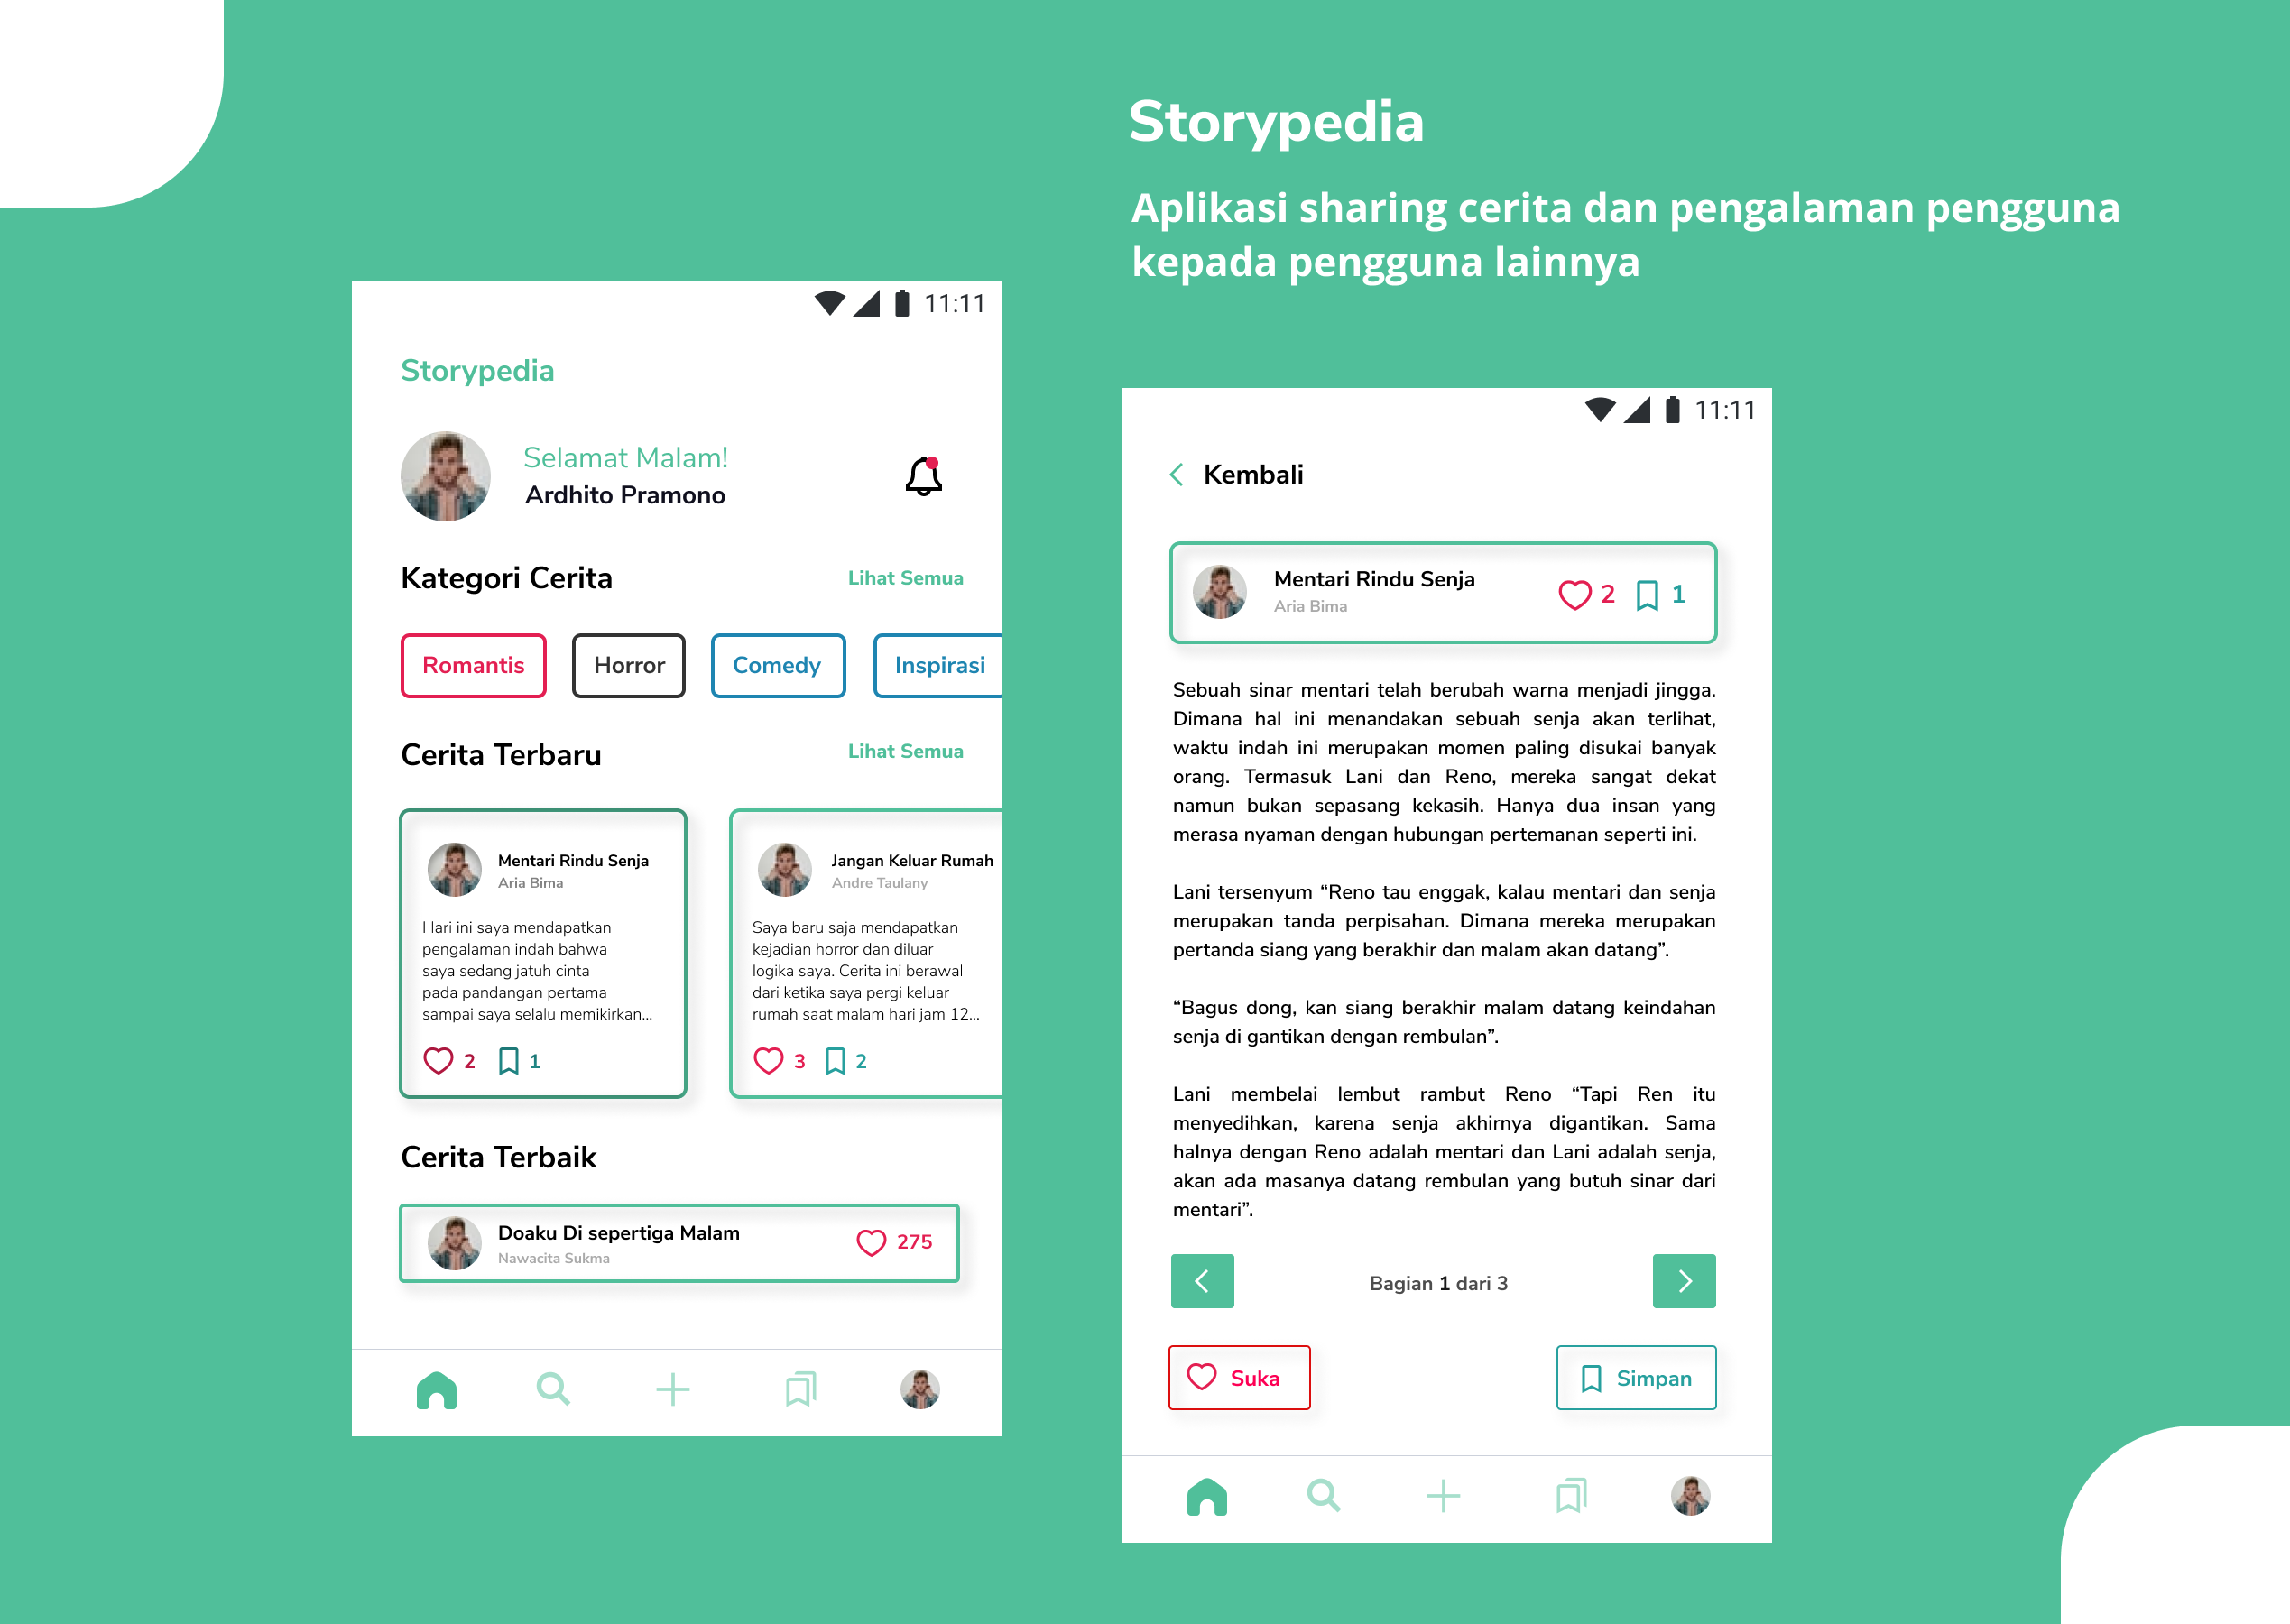 Storypedia
Aplikasi sharing cerita dan pengalaman pengguna
kepada pengguna lainnya
11:11
Storypedia
Selamat Malam!
Ardhito Pramono
Kategori Cerita
Lihat Semua
Romantis
Horror
Comedy
Inspirasi
Cerita Terbaru
Lihat Semua
Mentari Rindu Senja
Aria Bima
Hari ini saya mendapatkan
pengalaman indah bahwa
saya sedang jatuh cinta
pada pandangan pertama
sampai saya selalu memikirkan...
2
1
Jangan Keluar Rumah
Andre Taulany
Saya baru saja mendapatkan
kejadian horror dan diluar
logika saya. Cerita ini berawal
dari ketika saya pergi keluar
rumah saat malam hari jam 12...
3
2
Cerita Terbaik
Doaku Di sepertiga Malam
Nawacita Sukma
275
11:11
Kembali
Mentari Rindu Senja
Aria Bima
2
1
Sebuah sinar mentari telah berubah warna menjadi jingga.
Dimana hal ini menandakan sebuah senja akan terlihat,
waktu indah ini merupakan momen paling disukai banyak
orang. Termasuk Lani dan Reno, mereka sangat dekat
namun bukan sepasang kekasih. Hanya dua insan yang
merasa nyaman dengan hubungan pertemanan seperti ini.
Lani tersenyum “Reno tau enggak, kalau mentari dan senja
merupakan tanda perpisahan. Dimana mereka merupakan
pertanda siang yang berakhir dan malam akan datang”.
“Bagus dong, kan siang berakhir malam datang keindahan
senja di gantikan dengan rembulan”.
Lani membelai lembut rambut Reno “Tapi Ren itu
menyedihkan, karena senja akhirnya digantikan. Sama
halnya dengan Reno adalah mentari dan Lani adalah senja,
akan ada masanya datang rembulan yang butuh sinar dari
mentari”.
Bagian 1 dari 3
Suka
Simpan